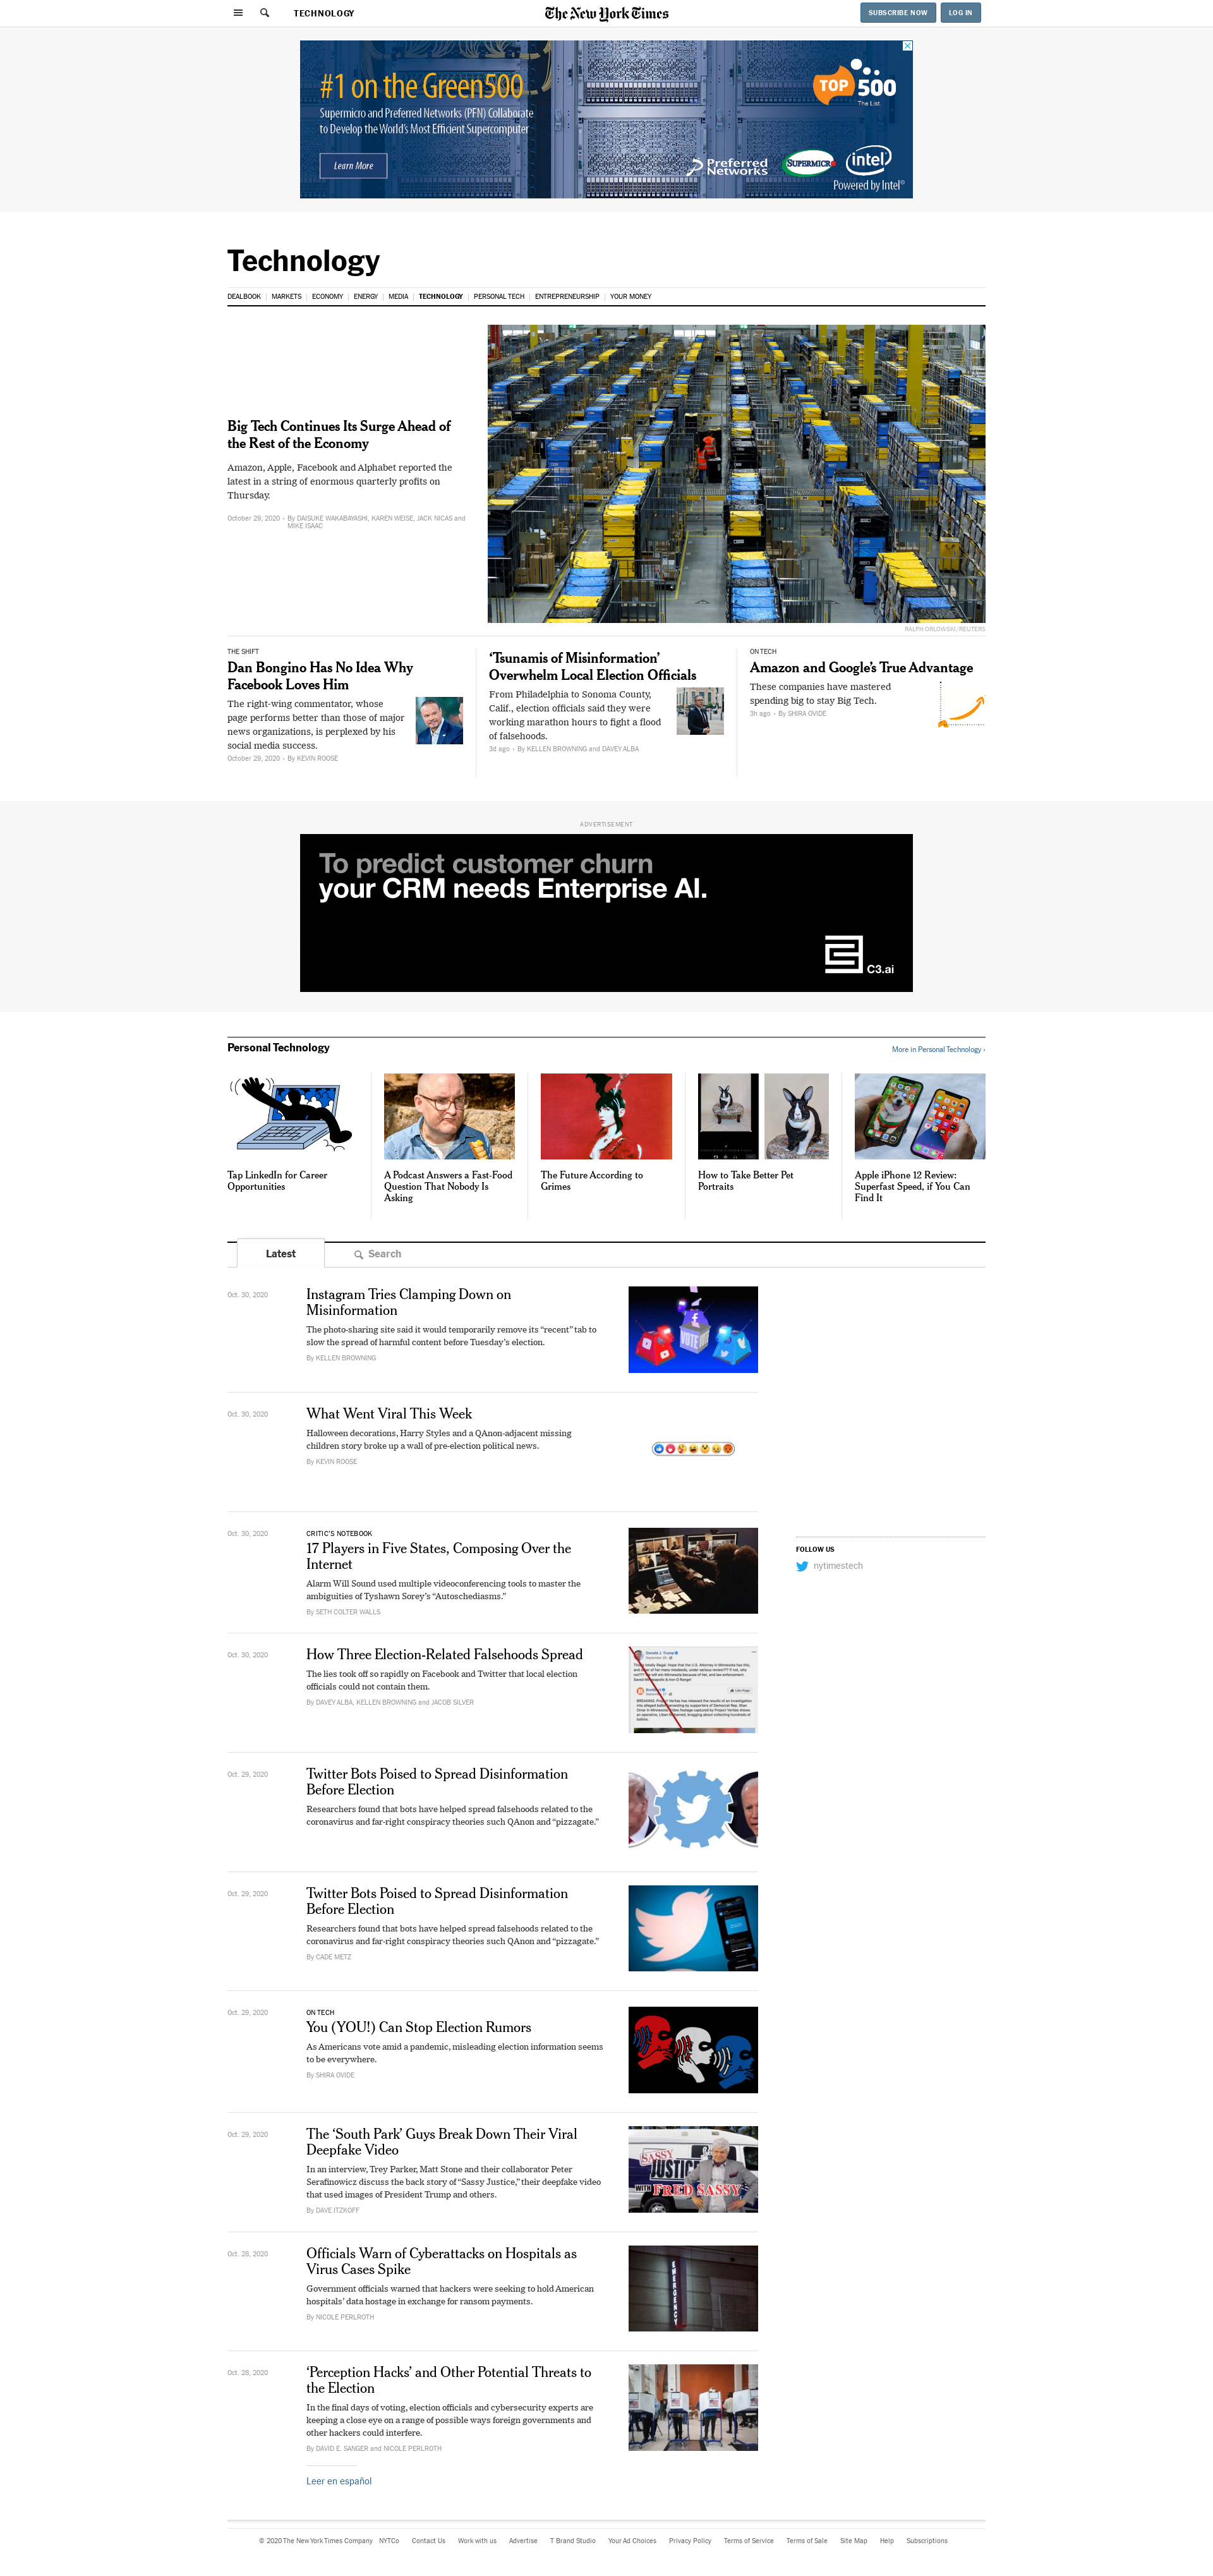 TECHNOLOGY
The New York Times
SUBSCRIBE NOW
LOG IN
#1 on the Green500
Supermicro and Preferred Networks (PFN) Collaborate
to Develop the World's Most Efficient Supercomputer
Learn More
TOP 500
The List.
Preferred
Networks
SUPERMICRO
intel
Powered by Intel®
Technology
DEALBOOK
MARKETS
ECONOMY
ENERGY
MEDIA
TECHNOLOGY
PERSONAL TECH
ENTREPRENEURSHIP
YOUR MONEY
Big Tech Continues Its Surge Ahead of
the Rest of the Economy
Amazon, Apple, Facebook and Alphabet reported the
latest in a string of enormous quarterly profits on
Thursday.
October 29, 2020 • By DAISUKE WAKABAYASHI, KAREN WEISE, JACK NICAS and
MIKE ISAAC
RALPH ORLOWSKI/REUTERS
THE SHIFT
Dan Bongino Has No Idea Why
Facebook Loves Him
The right-wing commentator, whose
page performs better than those of major
news organizations, is perplexed by his
social media success.
October 29, 2020 • By KEVIN ROOSE
‘Tsunamis of Misinformation’
Overwhelm Local Election Officials
From Philadelphia to Sonoma County,
Calif., election officials said they were
working marathon hours to fight a flood
of falsehoods.
3d ago • By KELLEN BROWNING and DAVEY ALBA
ON TECH
Amazon and Google’s True Advantage
These companies have mastered
spending big to stay Big Tech.
3h ago • By SHIRA OVIDE
ADVERTISEMENT
To predict customer churn
your CRM needs Enterprise AI.
C3.ai
Personal Technology
More in Personal Technology ›
Tap LinkedIn for Career
Opportunities
A Podcast Answers a Fast-Food
Question That Nobody Is
Asking
The Future According to
Grimes
How to Take Better Pet
Portraits
Apple iPhone 12 Review:
Superfast Speed, if You Can
Find It
Latest
Search
Oct. 30, 2020
Instagram Tries Clamping Down on
Misinformation
The photo-sharing site said it would temporarily remove its “recent” tab to
slow the spread of harmful content before Tuesday’s election.
By KELLEN BROWNING
VOTE
Oct. 30, 2020
What Went Viral This Week
Halloween decorations, Harry Styles and a QAnon-adjacent missing
children story broke up a wall of pre-election political news.
By KEVIN ROOSE
Oct. 30, 2020
CRITIC’S NOTEBOOK
17 Players in Five States, Composing Over the
Internet
Alarm Will Sound used multiple videoconferencing tools to master the
ambiguities of Tyshawn Sorey’s “Autoschediasms.”
By SETH COLTER WALLS
FOLLOW US
nytimestech
Oct. 30, 2020
How Three Election-Related Falsehoods Spread
The lies took off so rapidly on Facebook and Twitter that local election
officials could not contain them.
By DAVEY ALBA, KELLEN BROWNING and JACOB SILVER
Donald J. Trump
Like Page
Oct. 29, 2020
Twitter Bots Poised to Spread Disinformation
Before Election
Researchers found that bots have helped spread falsehoods related to the
coronavirus and far-right conspiracy theories such QAnon and “pizzagate.”
Oct. 29, 2020
Twitter Bots Poised to Spread Disinformation
Before Election
Researchers found that bots have helped spread falsehoods related to the
coronavirus and far-right conspiracy theories such QAnon and “pizzagate.”
By CADE METZ
Oct. 29, 2020
ON TECH
You (YOU!) Can Stop Election Rumors
As Americans vote amid a pandemic, misleading election information seems
to be everywhere.
By SHIRA OVIDE
Oct. 29, 2020
The ‘South Park’ Guys Break Down Their Viral
Deepfake Video
In an interview, Trey Parker, Matt Stone and their collaborator Peter
Serafinowicz discuss the back story of “Sassy Justice,” their deepfake video
that used images of President Trump and others.
By DAVE ITZKOFF
SASSY
JUSTICE
WITH FRED SASSY
Oct. 28, 2020
Officials Warn of Cyberattacks on Hospitals as
Virus Cases Spike
Government officials warned that hackers were seeking to hold American
hospitals’ data hostage in exchange for ransom payments.
By NICOLE PERLROTH
EMERGENCY
Oct. 28, 2020
‘Perception Hacks’ and Other Potential Threats to
the Election
In the final days of voting, election officials and cybersecurity experts are
keeping a close eye on a range of possible ways foreign governments and
other hackers could interfere.
By DAVID E. SANGER and NICOLE PERLROTH
Leer en español
© 2020 The New York Times Company
NYTCo
Contact Us
Work with us
Advertise
T Brand Studio
Your Ad Choices
Privacy Policy
Terms of Service
Terms of Sale
Site Map
Help
Subscriptions